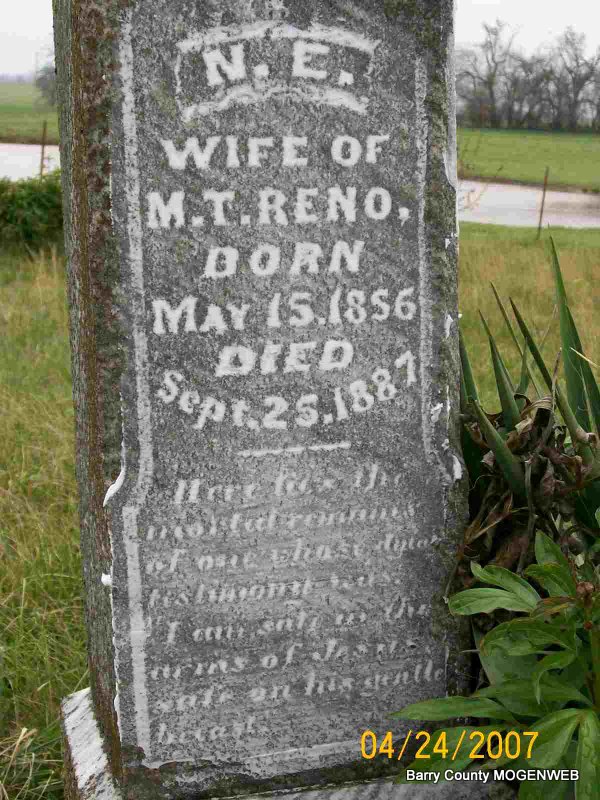 N. E.
WIFE OF
M. T. RENO,
BORN
MAY 15, 1856
DIED
Sept. 25, 1887
Here lies the
mortal remains
of one whose dying
testimony was
"I am safe in the
arms of Jesus
safe on his gentle
breast
04/24/2007
Barry County MOGENWEB